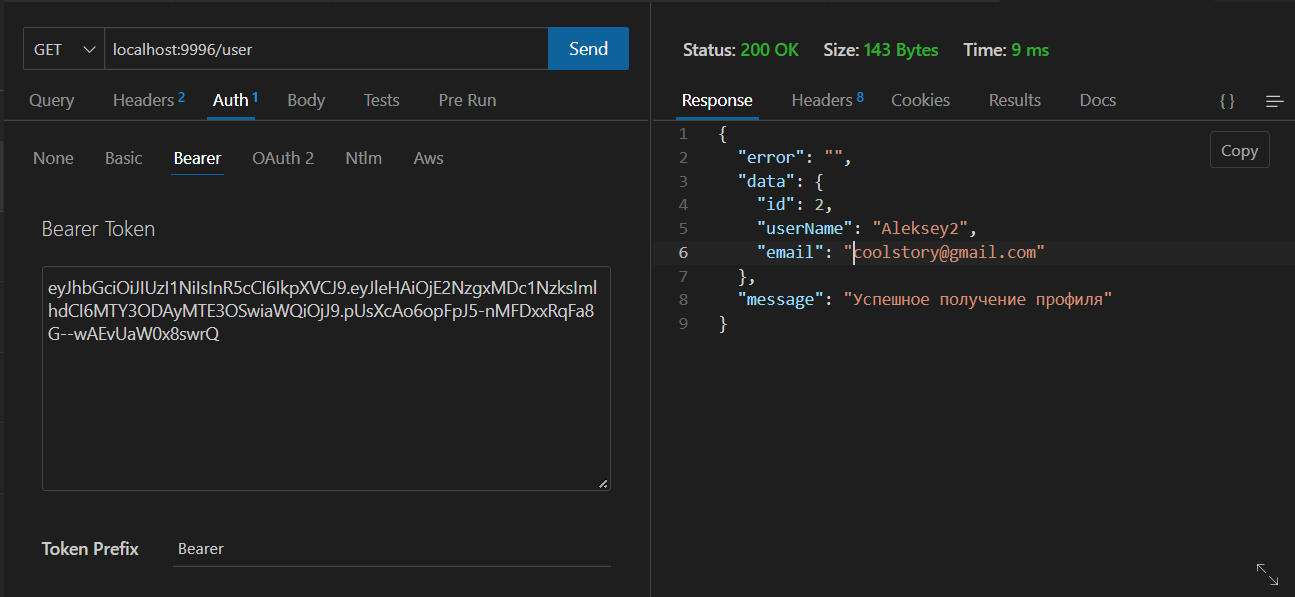 GET localhost:9996/user Send
Query Headers 2 Auth 1 Body Tests Pre Run
None Basic Bearer OAuth 2 Ntlm Aws
Bearer Token
eyJhbGciOiJIUzI1NiIsInR5cCI6IkpXVCJ9.eyJleHAiOjE2NzgxMDc1NzksIml
hdCI6MTY3ODAyMTE3OSwiaWQiOjJ9.pUsXcAo6opFpJ5-nMFDxxRqFa8
G--wAEvUaW0x8swrQ
Token Prefix Bearer
Status: 200 OK Size: 143 Bytes Time: 9 ms
Response Headers 8 Cookies Results Docs { }
Copy
1 {
2 "error": "",
3 "data": {
4 "id": 2,
5 "userName": "Aleksey2",
6 "email": "coolstory@gmail.com"
7 },
8 "message": "Успешное получение профиля"
9 }